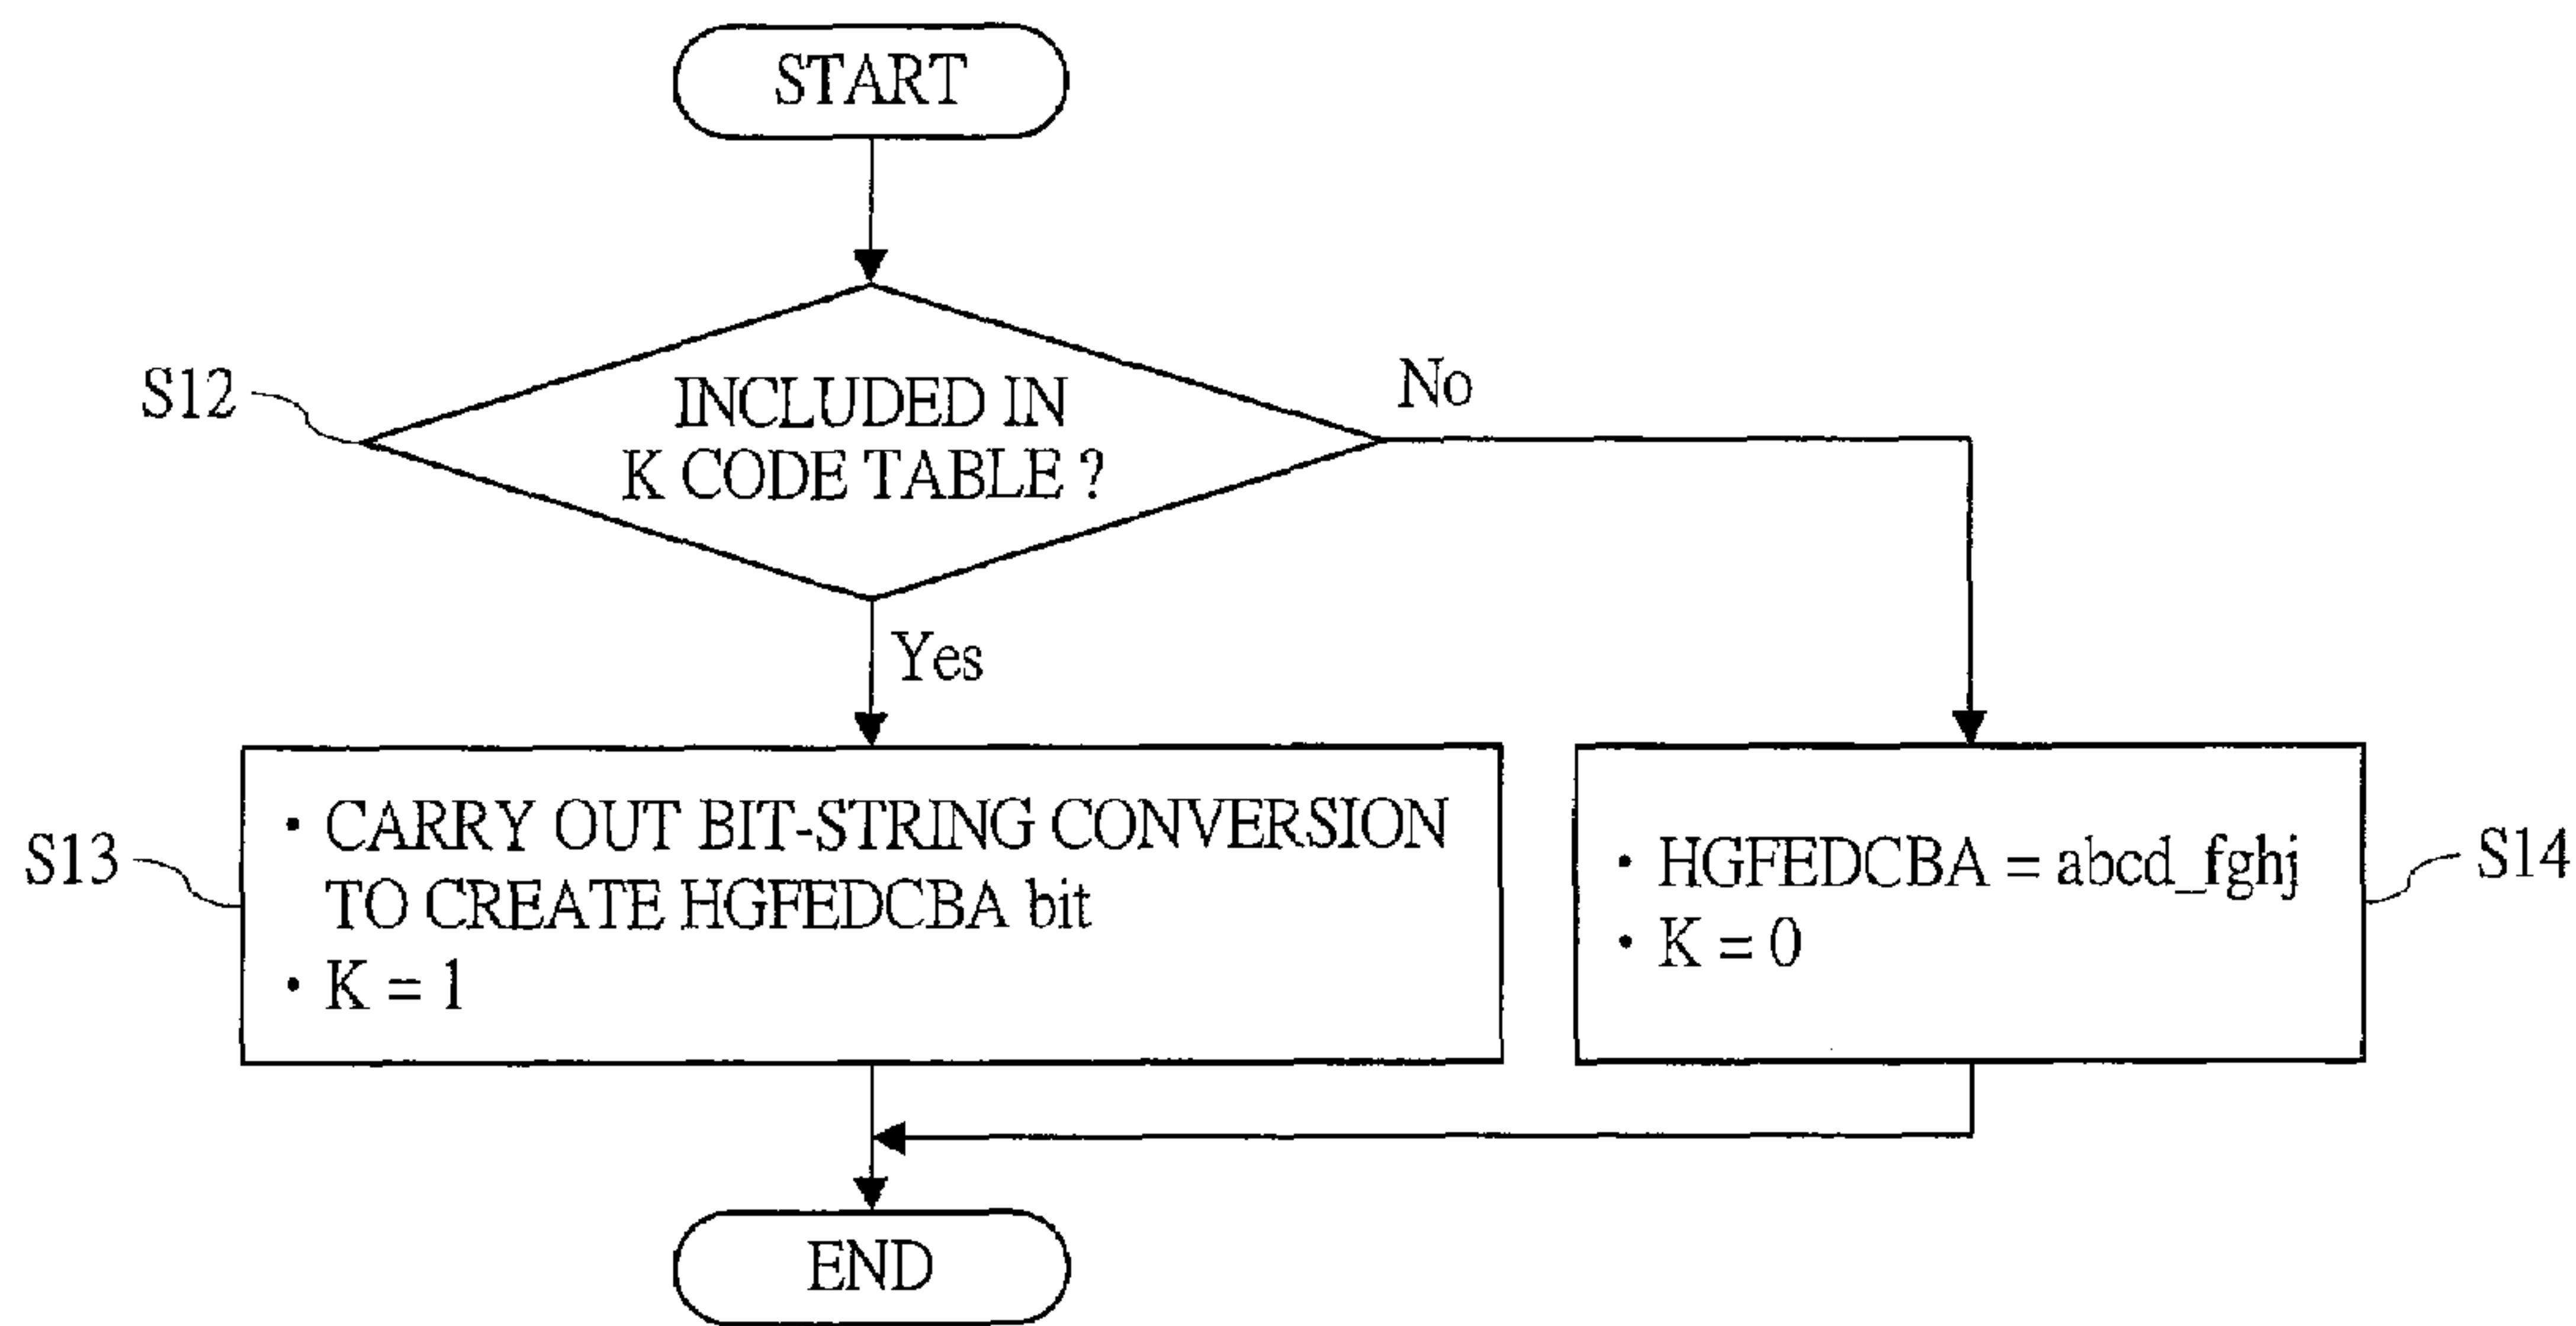 START
S12
INCLUDED IN
K CODE TABLE ?
No
Yes
S13
• CARRY OUT BIT-STRING CONVERSION
TO CREATE HGFEDCBA bit
• K = 1
• HGFEDCBA = abcd_fghj
• K = 0
S14
END